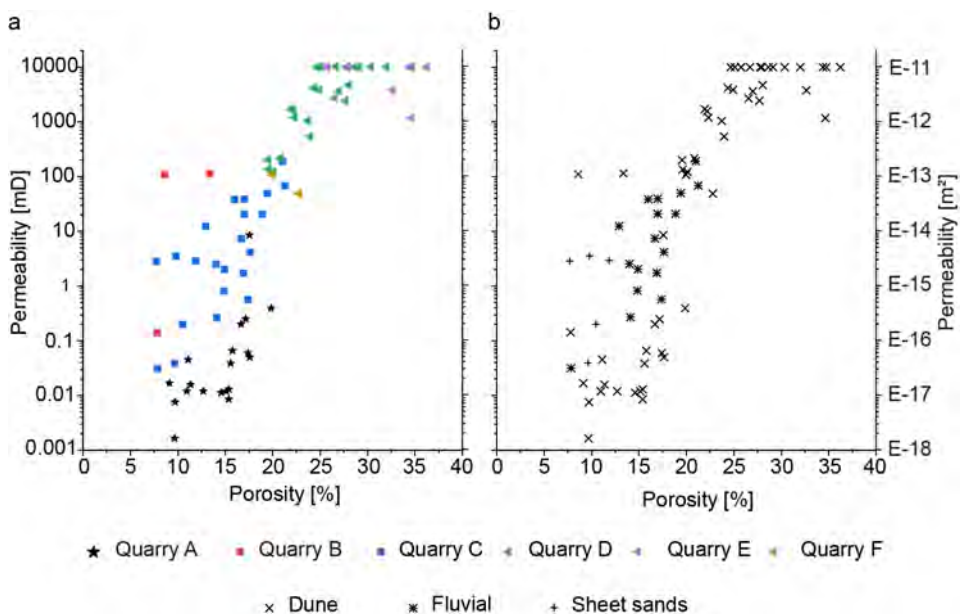 a
b
Permeability [mD]
10000
1000
100
10
1
0.1
0.01
0.001
0 5 10 15 20 25 30 35 40
Porosity [%]
E-11
E-12
E-13
E-14
E-15
E-16
E-17
E-18
Permeability [m²]
0 5 10 15 20 25 30 35 40
Porosity [%]
Quarry A Quarry B Quarry C Quarry D Quarry E Quarry F
Dune Fluvial Sheet sands